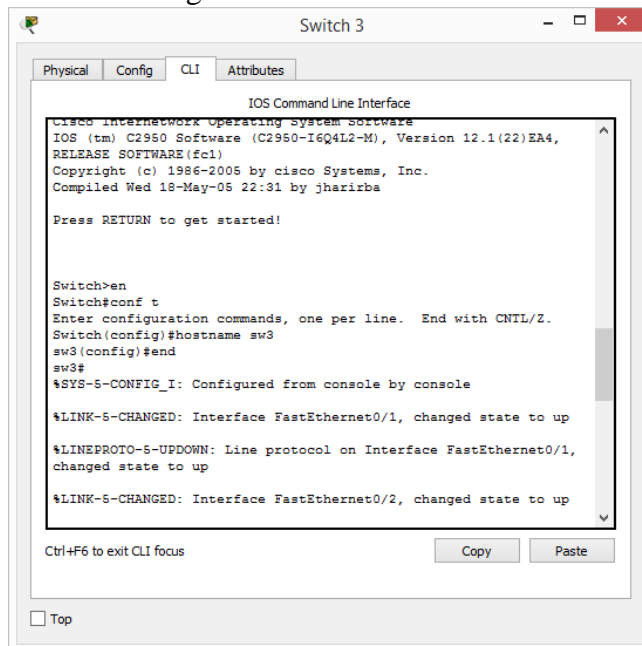 Switch 3
Physical Config CLI Attributes
IOS Command Line Interface
Cisco Internetwork Operating System Software
IOS (tm) C2950 Software (C2950-I6Q4L2-M), Version 12.1(22)EA4,
RELEASE SOFTWARE(fc1)
Copyright (c) 1986-2005 by cisco Systems, Inc.
Compiled Wed 18-May-05 22:31 by jharirba
Press RETURN to get started!
Switch>en
Switch#conf t
Enter configuration commands, one per line.  End with CNTL/Z.
Switch(config)#hostname sw3
sw3(config)#end
sw3#
%SYS-5-CONFIG_I: Configured from console by console
%LINK-5-CHANGED: Interface FastEthernet0/1, changed state to up
%LINEPROTO-5-UPDOWN: Line protocol on Interface FastEthernet0/1,
changed state to up
%LINK-5-CHANGED: Interface FastEthernet0/2, changed state to up
Ctrl+F6 to exit CLI focus
Copy Paste
Top